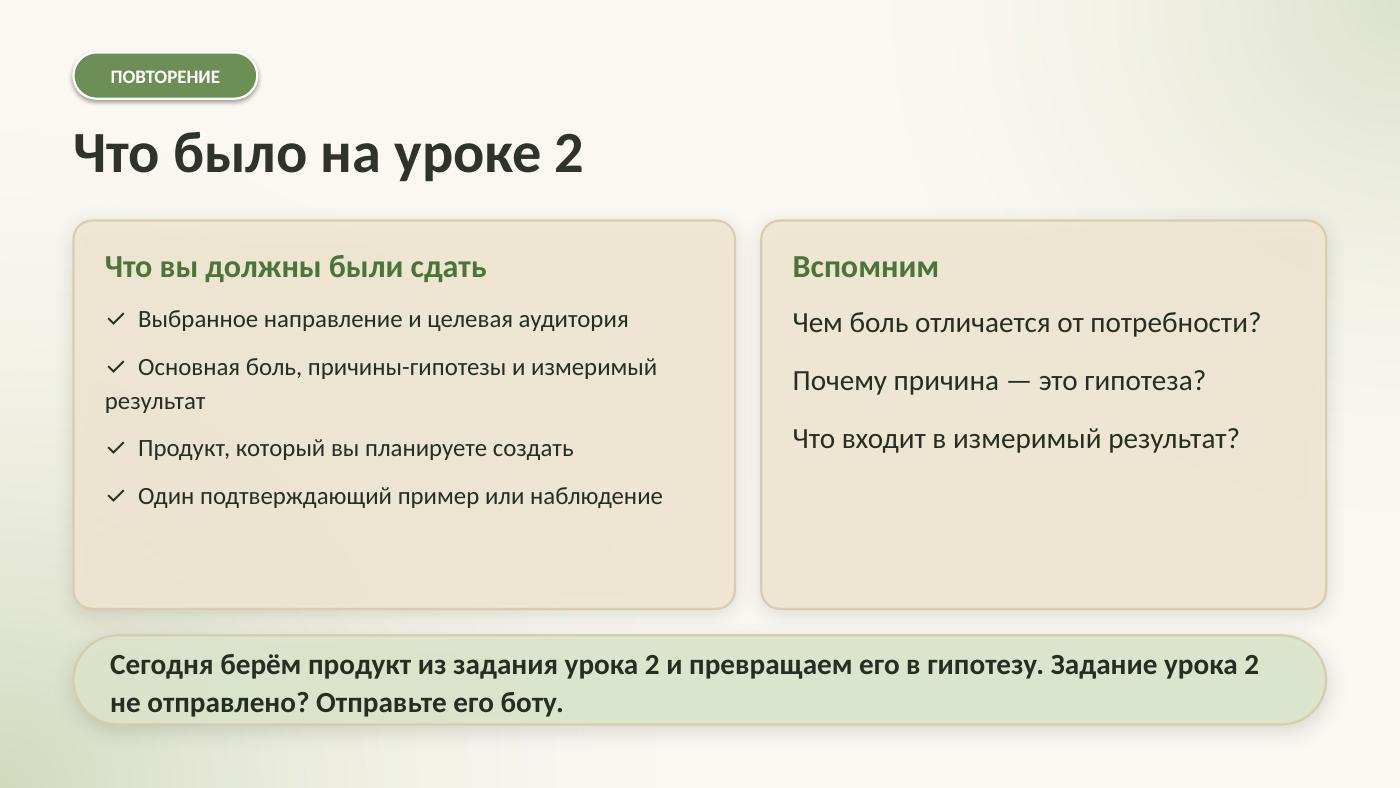 ПОВТОРЕНИЕ
Что было на уроке 2
Что вы должны были сдать
✓ Выбранное направление и целевая аудитория
✓ Основная боль, причины-гипотезы и измеримый
результат
✓ Продукт, который вы планируете создать
✓ Один подтверждающий пример или наблюдение
Вспомним
Чем боль отличается от потребности?
Почему причина — это гипотеза?
Что входит в измеримый результат?
Сегодня берём продукт из задания урока 2 и превращаем его в гипотезу. Задание урока 2
не отправлено? Отправьте его боту.